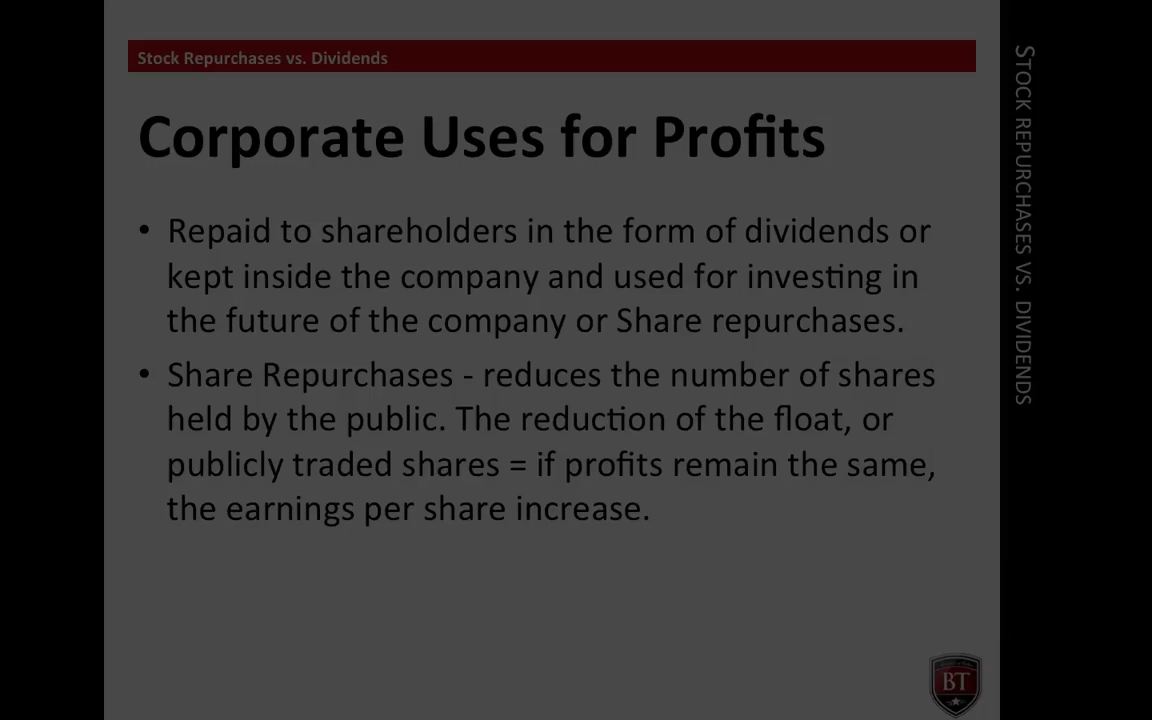 Stock Repurchases vs. Dividends
Corporate Uses for Profits
• Repaid to shareholders in the form of dividends or
kept inside the company and used for investing in
the future of the company or Share repurchases.
• Share Repurchases - reduces the number of shares
held by the public. The reduction of the float, or
publicly traded shares = if profits remain the same,
the earnings per share increase.
STOCK REPURCHASES VS. DIVIDENDS
BT